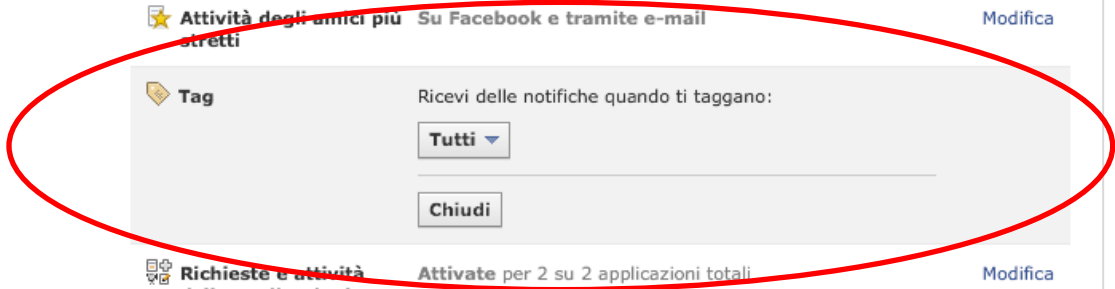 Attività degli amici più Su Facebook e tramite e-mail Modifica
stretti
Tag Ricevi delle notifiche quando ti taggano:
Tutti
Chiudi
Richieste e attività Attivate per 2 su 2 applicazioni totali Modifica